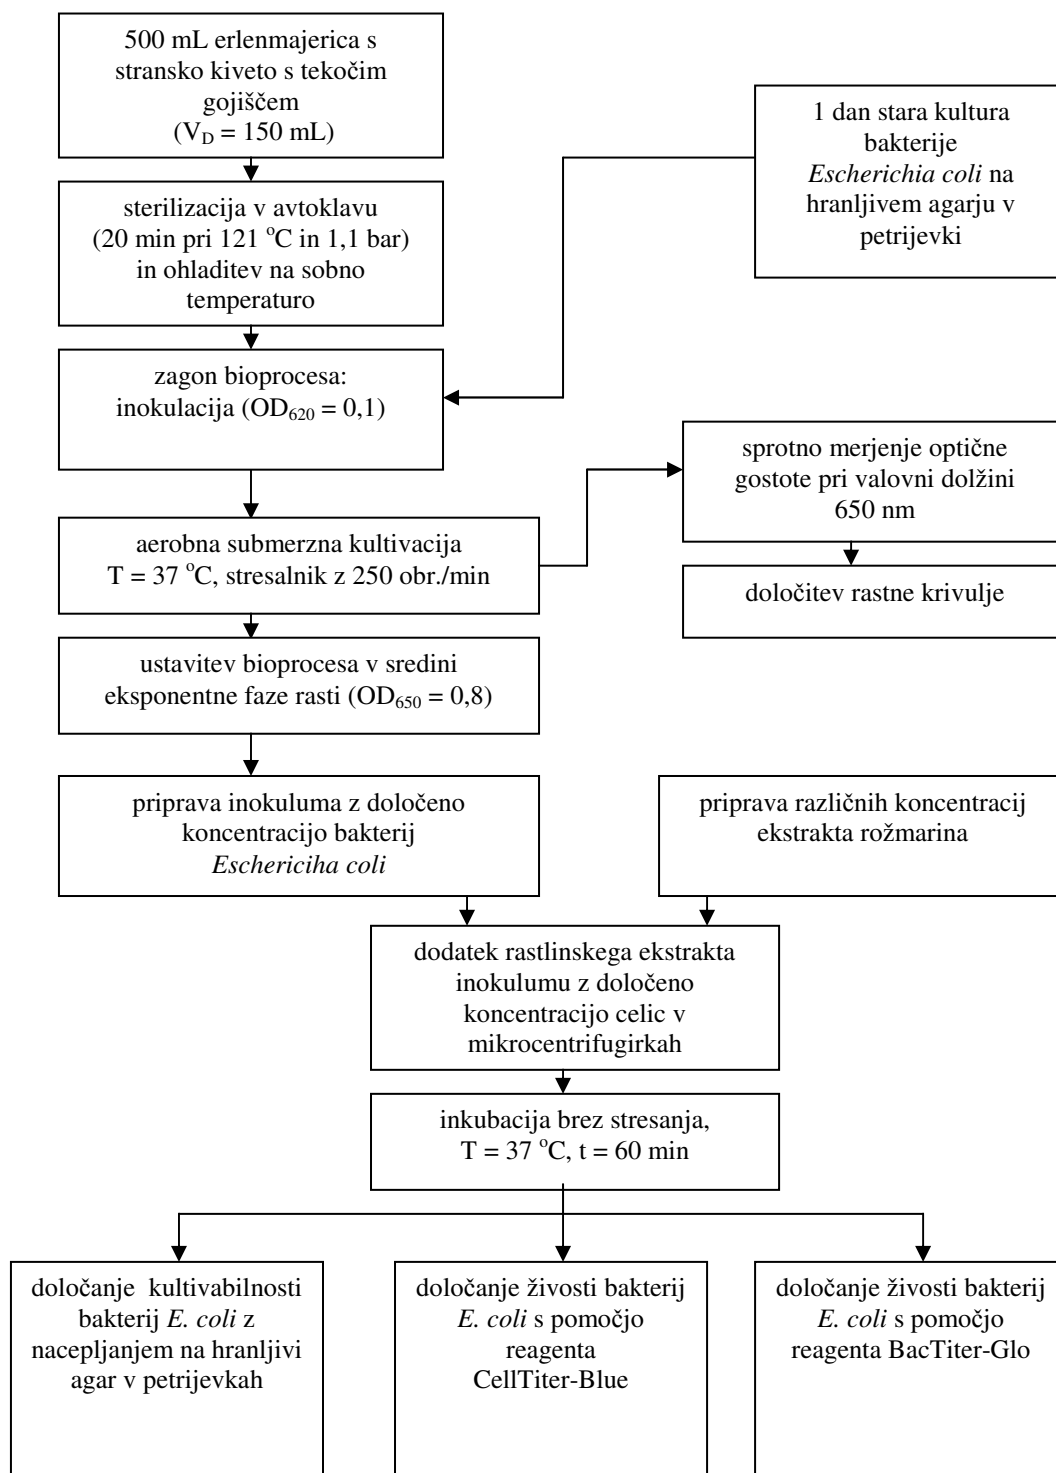 500 mL erlenmajerica s
stransko kiveto s tekočim
gojiščem
(V_D = 150 mL)
1 dan stara kultura
bakterije
Escherichia coli na
hranljivem agarju v
petrijevki
sterilizacija v avtoklavu
(20 min pri 121 °C in 1,1 bar)
in ohladitev na sobno
temperaturo
zagon bioprocesa:
inokulacija (OD₆₂₀ = 0,1)
sprotno merjenje optične
gostote pri valovni dolžini
650 nm
aerobna submerzna kultivacija
T = 37 °C, stresalnik z 250 obr./min
določitev rastne krivulje
ustavitev bioprocesa v sredini
eksponentne faze rasti (OD₆₅₀ = 0,8)
priprava inokuluma z določeno
koncentracijo bakterij
Eschericiha coli
priprava različnih koncentracij
ekstrakta rožmarina
dodatek rastlinskega ekstrakta
inokulumu z določeno
koncentracijo celic v
mikrocentrifugirkah
inkubacija brez stresanja,
T = 37 °C, t = 60 min
določanje kultivabilnosti
bakterij E. coli z
nacepljanjem na hranljivi
agar v petrijevkah
določanje živosti bakterij
E. coli s pomočjo
reagenta
CellTiter-Blue
določanje živosti bakterij
E. coli s pomočjo
reagenta BacTiter-Glo